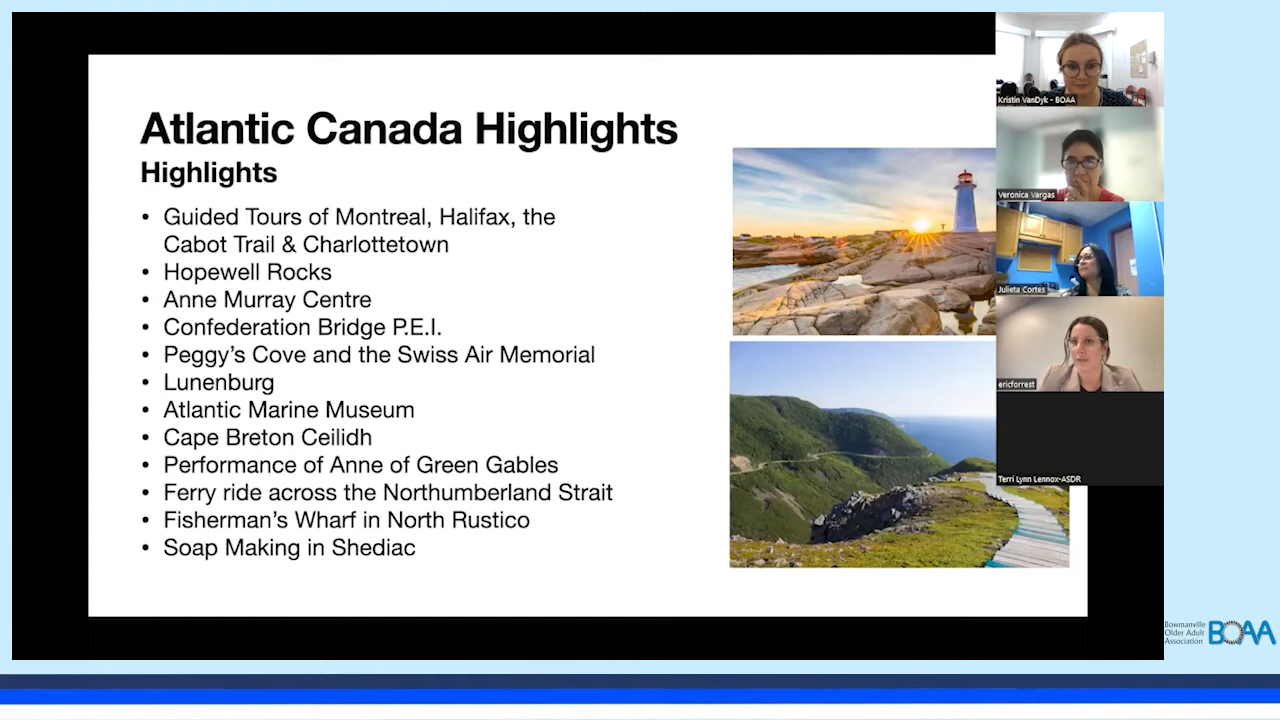 Atlantic Canada Highlights
Highlights
• Guided Tours of Montreal, Halifax, the
Cabot Trail & Charlottetown
• Hopewell Rocks
• Anne Murray Centre
• Confederation Bridge P.E.I.
• Peggy's Cove and the Swiss Air Memorial
• Lunenburg
• Atlantic Marine Museum
• Cape Breton Ceilidh
• Performance of Anne of Green Gables
• Ferry ride across the Northumberland Strait
• Fisherman's Wharf in North Rustico
• Soap Making in Shediac
Kristin VanDyk - BOAA
Veronica Vargas
Julieta Cortes
ericforrest
Terri Lynn Lennox-ASDR
Bowmanville
Older Adult
Association
BOAA